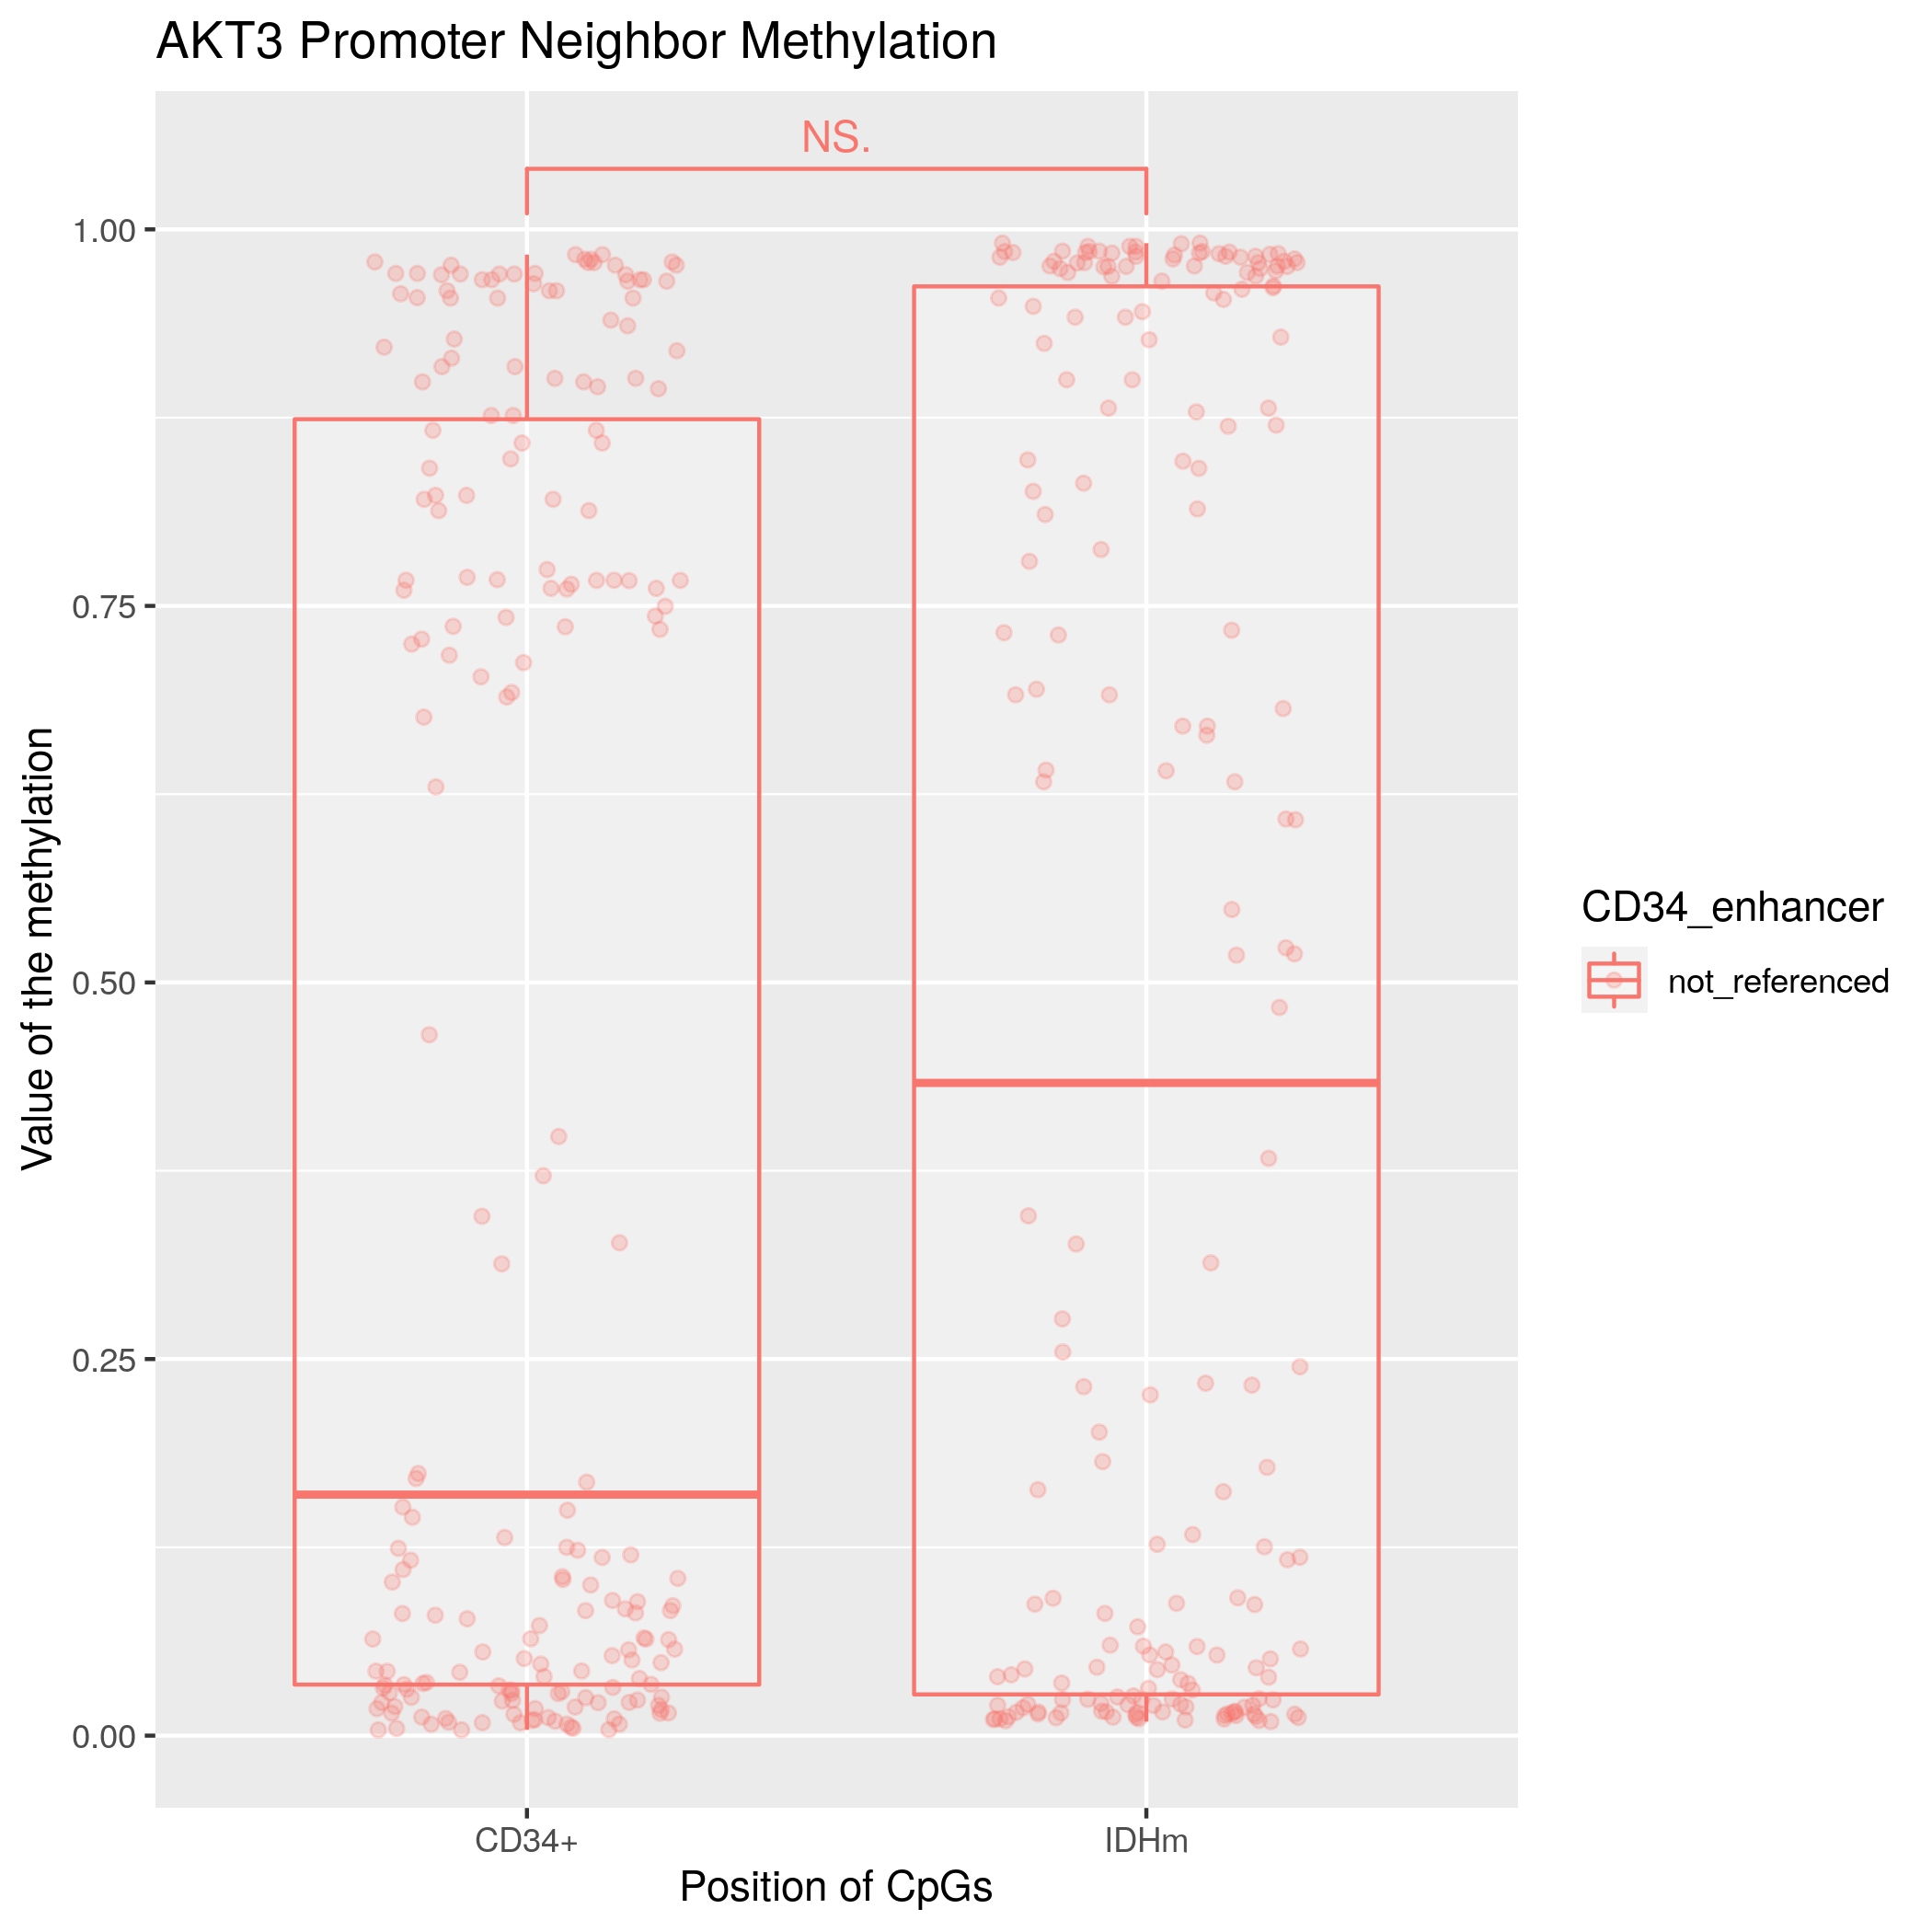 AKT3 Promoter Neighbor Methylation
NS.
1.00
0.75
0.50
0.25
0.00
Value of the methylation
CD34+
IDHm
Position of CpGs
CD34_enhancer
not_referenced